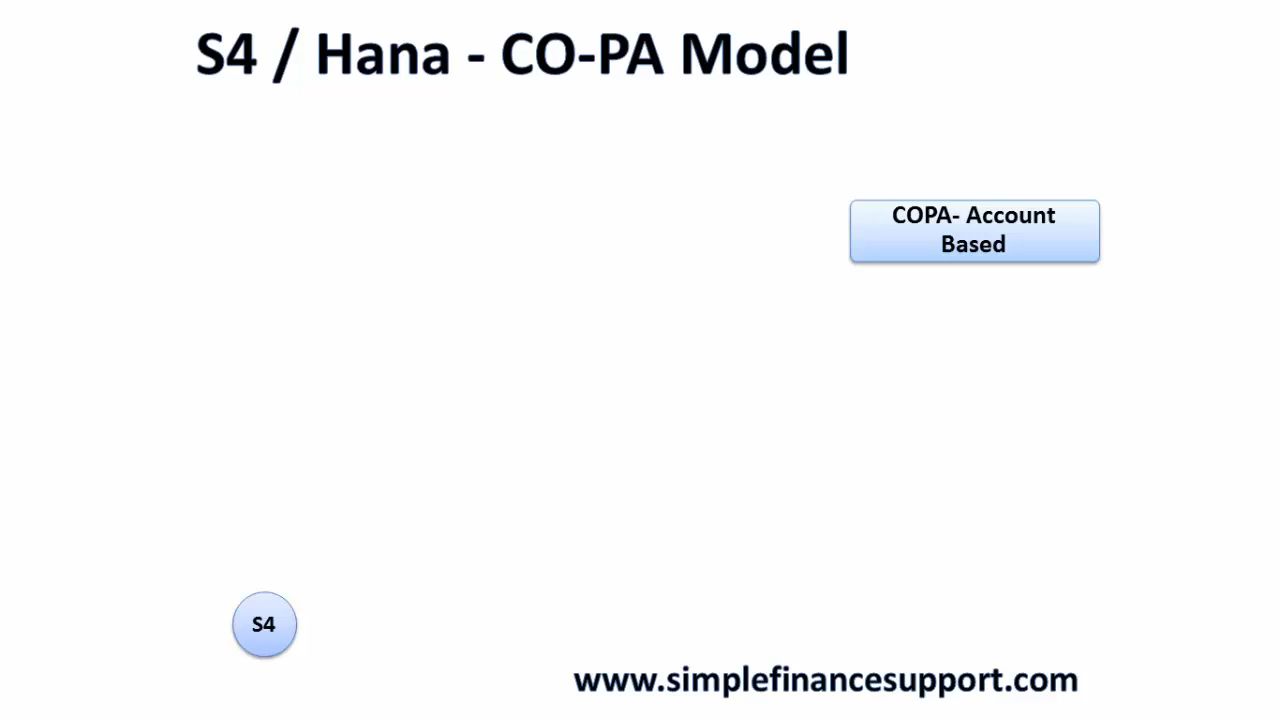 S4 / Hana - CO-PA Model
COPA- Account
Based
S4
www.simplefinancesupport.com